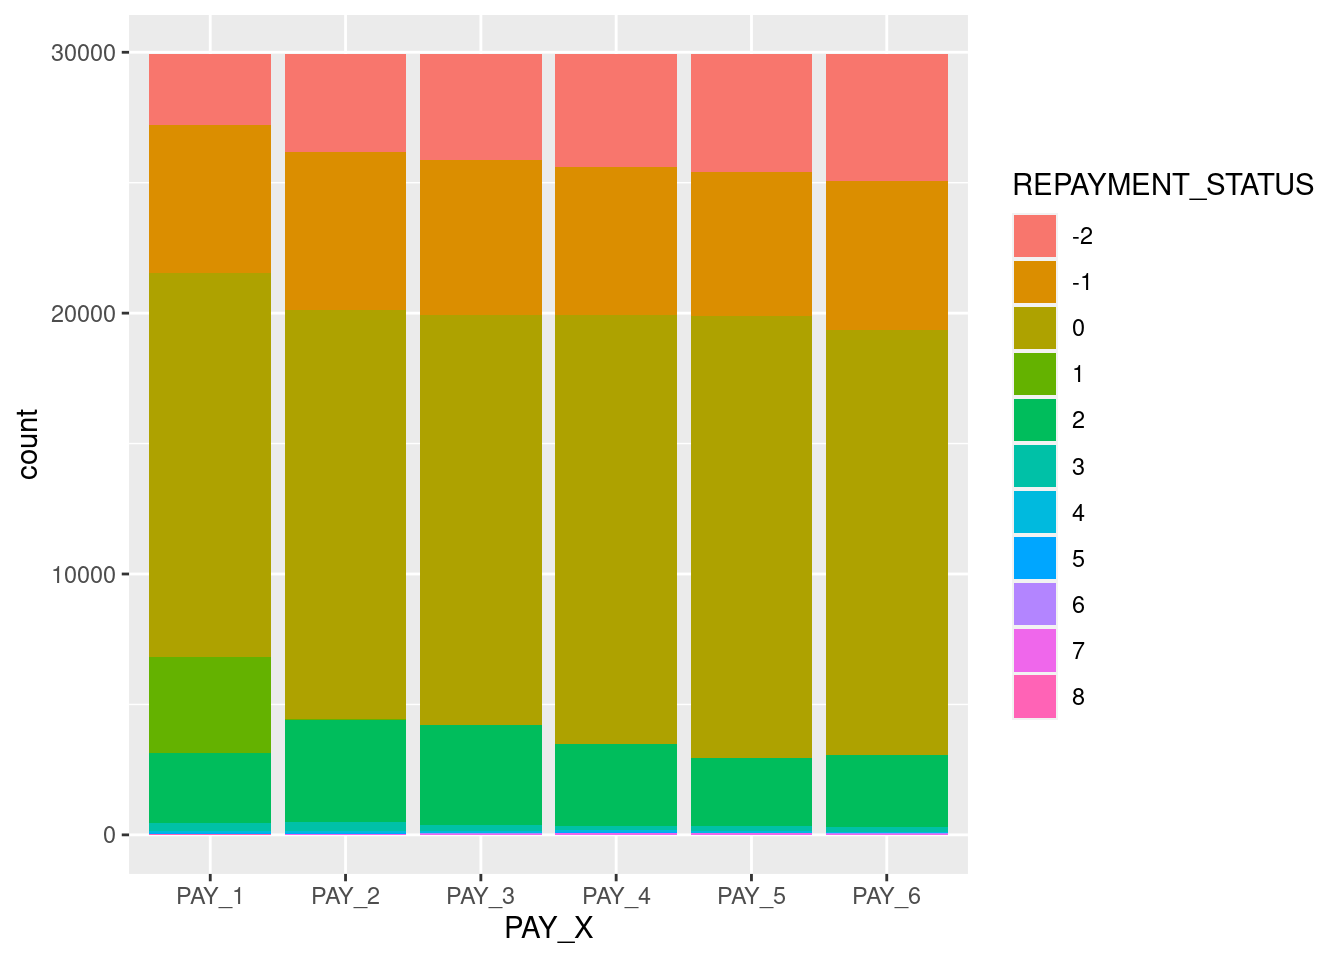 30000
20000
10000
0
count
PAY_1
PAY_2
PAY_3
PAY_4
PAY_5
PAY_6
PAY_X
REPAYMENT_STATUS
-2
-1
0
1
2
3
4
5
6
7
8